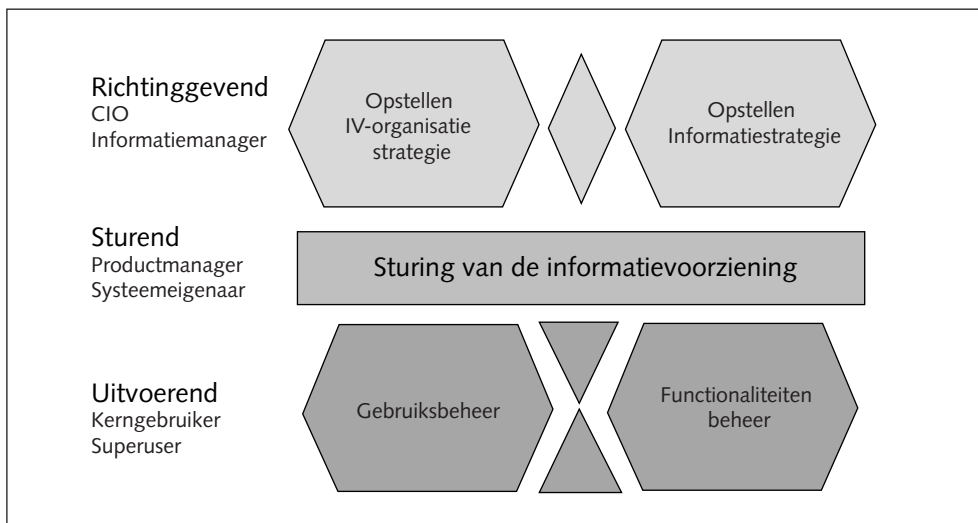 Richtinggevend
CIO
Informatiemanager
Opstellen
IV-organisatie
strategie
Opstellen
Informatiestrategie
Sturend
Productmanager
Systeemeigenaar
Sturing van de informatievoorziening
Uitvoerend
Kerngebruiker
Superuser
Gebruiksbeheer
Functionaliteiten
beheer